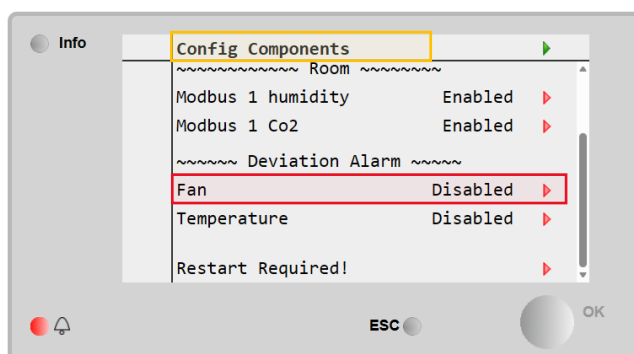 Info
Config Components
~~~~~~~~~~~~ Room ~~~~~~~~
Modbus 1 humidity Enabled
Modbus 1 Co2 Enabled
~~~~~~ Deviation Alarm ~~~~~
Fan Disabled
Temperature Disabled
Restart Required!
ESC
OK